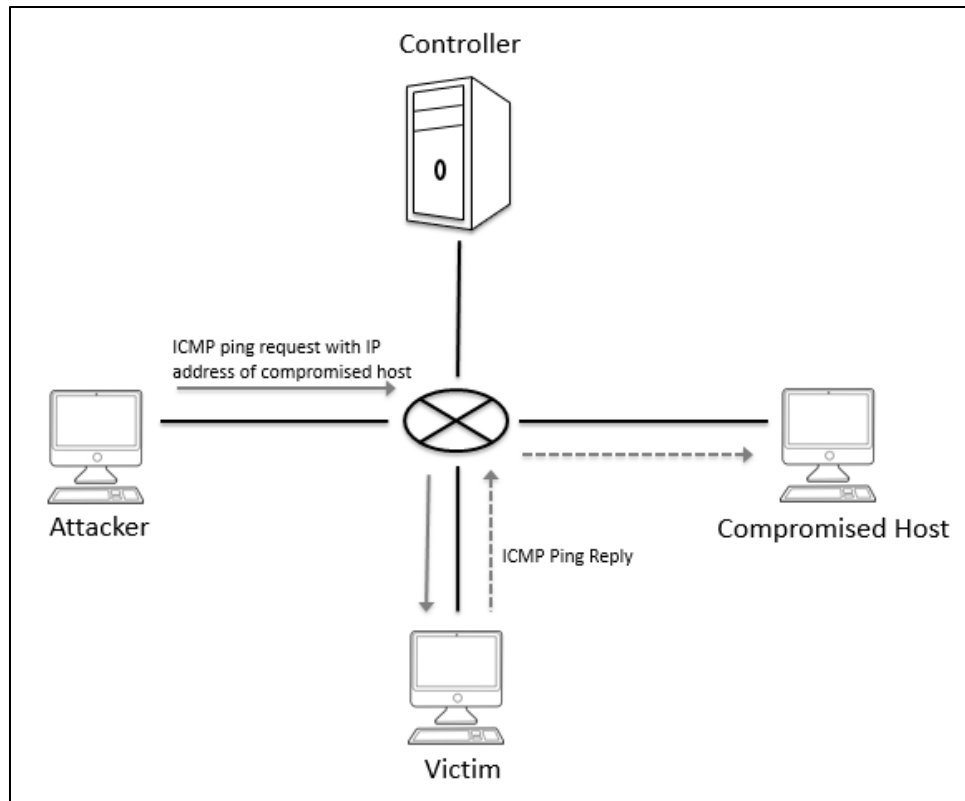 Controller
ICMP ping request with IP
address of compromised host
Attacker
Compromised Host
ICMP Ping Reply
Victim